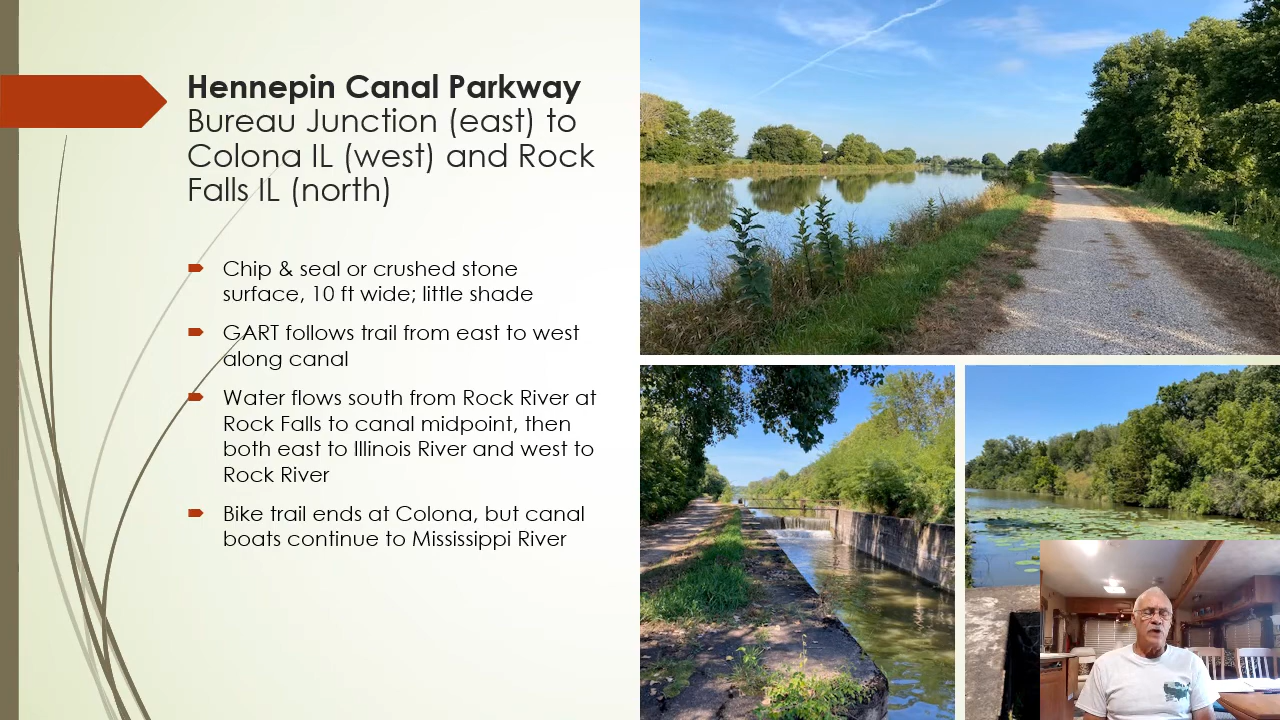 Hennepin Canal Parkway
Bureau Junction (east) to
Colona IL (west) and Rock
Falls IL (north)
Chip & seal or crushed stone
surface, 10 ft wide; little shade
GART follows trail from east to west
along canal
Water flows south from Rock River at
Rock Falls to canal midpoint, then
both east to Illinois River and west to
Rock River
Bike trail ends at Colona, but canal
boats continue to Mississippi River